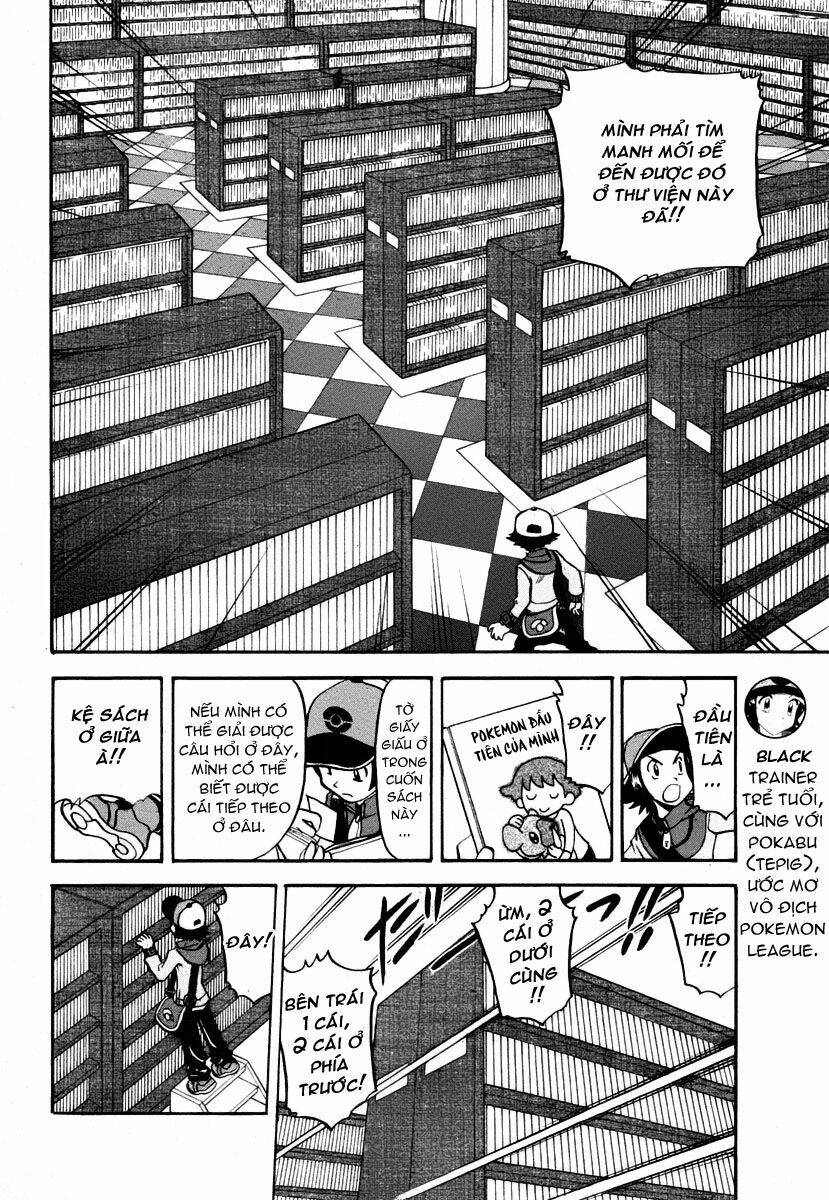 MÌNH PHẢI TÌM
MANH MỐI ĐỂ
ĐẾN ĐƯỢC ĐÓ
Ở THƯ VIỆN NÀY
ĐÃ!!
BLACK
TRAINER
TRẺ TUỔI,
CÙNG VỚI
POKABU
(TEPIG),
ƯỚC MƠ
VÔ ĐỊCH
POKEMON
LEAGUE.
ĐẦU
TIÊN
LÀ
...
ĐÂY!!
POKEMON ĐẦU
TIÊN CỦA MÌNH
TỜ
GIẤY
GIẤU Ở
TRONG
CUỐN
SÁCH
NÀY
...
NẾU MÌNH CÓ
THỂ GIẢI ĐƯỢC
CÂU HỎI Ở ĐÂY,
MÌNH CÓ THỂ
BIẾT ĐƯỢC
CÁI TIẾP THEO
Ở ĐÂU.
KỆ SÁCH
Ở GIỮA
À!!
TIẾP
THEO
!!
ỪM, 2
CÁI Ở
DƯỚI
CÙNG
!!
BÊN TRÁI
1 CÁI,
2 CÁI Ở
PHÍA
TRƯỚC!
ĐÂY!